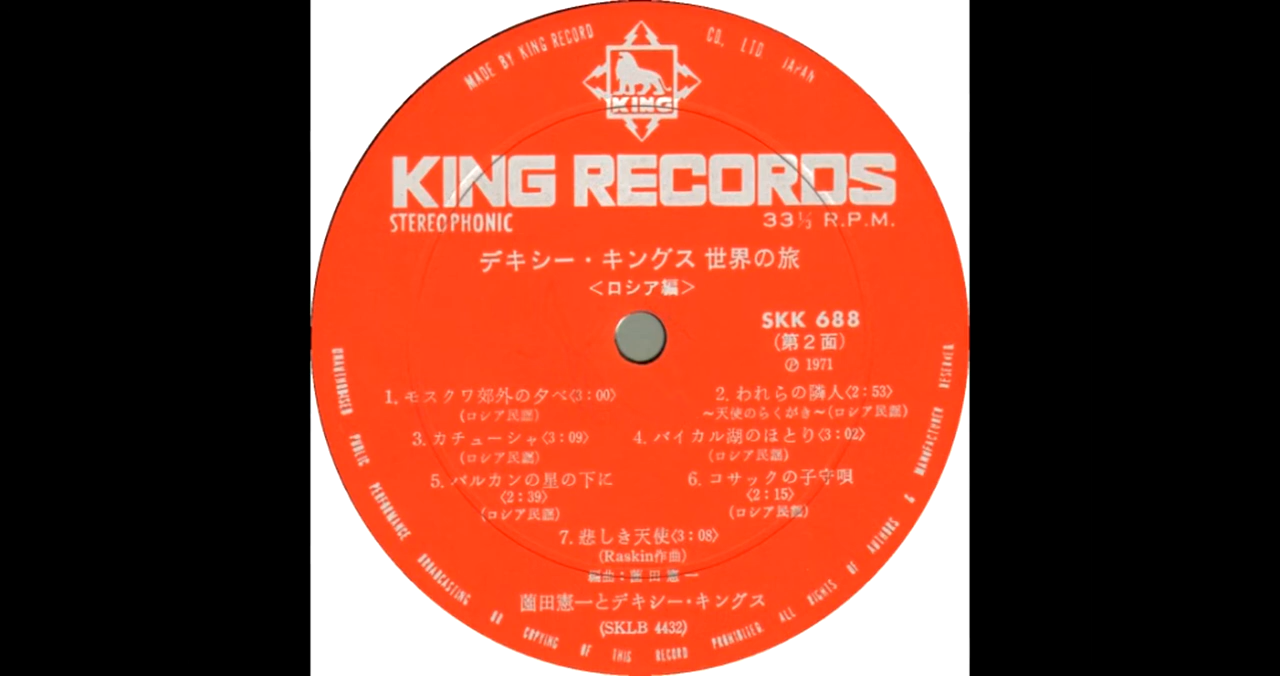 MADE BY KING RECORD CO. LTD. JAPAN
KING
KING RECORDS
STEREOPHONIC 33⅓ R.P.M.
デキシー・キングス 世界の旅
＜ロシア編＞
SKK 688
(第2面)
Ⓟ 1971
1. モスクワ郊外の夕べ〈3：00〉
(ロシア民謡)
2. われらの隣人〈2：53〉
〜天使のらくがき〜(ロシア民謡)
3. カチューシャ〈3：09〉
(ロシア民謡)
4. バイカル湖のほとり〈3：02〉
(ロシア民謡)
5. バルカンの星の下に
〈2：39〉
(ロシア民謡)
6. コサックの子守唄
〈2：15〉
(ロシア民謡)
7. 悲しき天使〈3：08〉
(Raskin作曲)
編曲：薗田憲一
薗田憲一とデキシー・キングス
(SKLB 4432)
UNAUTHORISED PUBLIC PERFORMANCE BROADCASTING OR COPYING OF THIS RECORD PROHIBITED. ALL RIGHTS OF AUTHORS & MANUFACTURER RESERVED